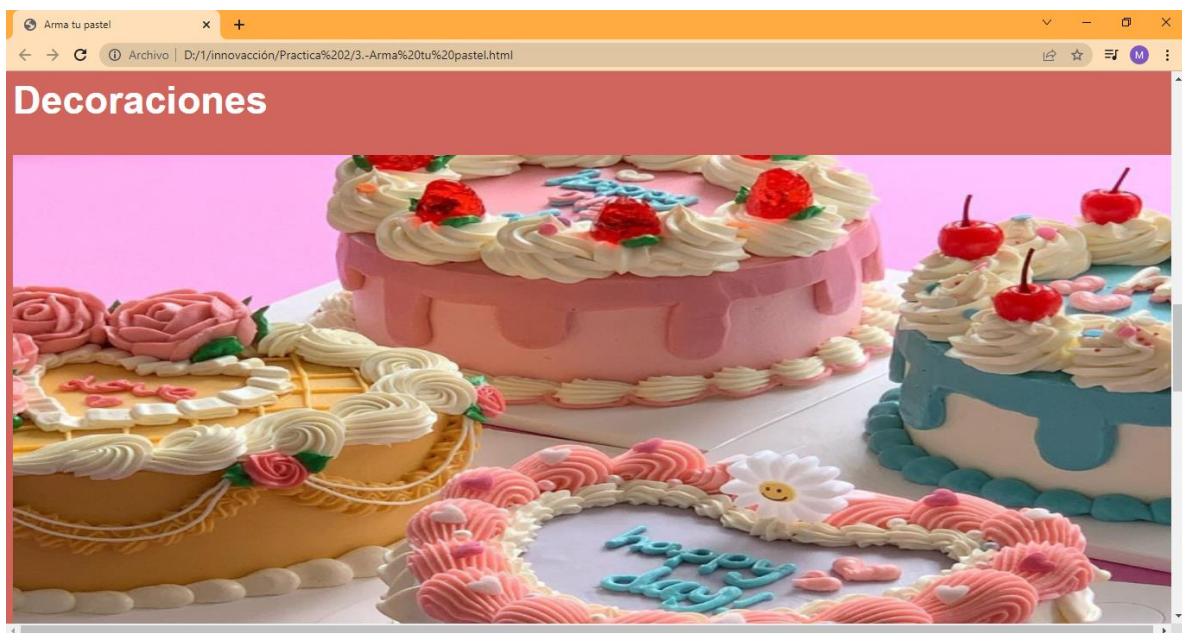 Arma tu pastel
Archivo D:/1/innovacción/Practica%202/3.-Arma%20tu%20pastel.html
M
Decoraciones
happy
day!